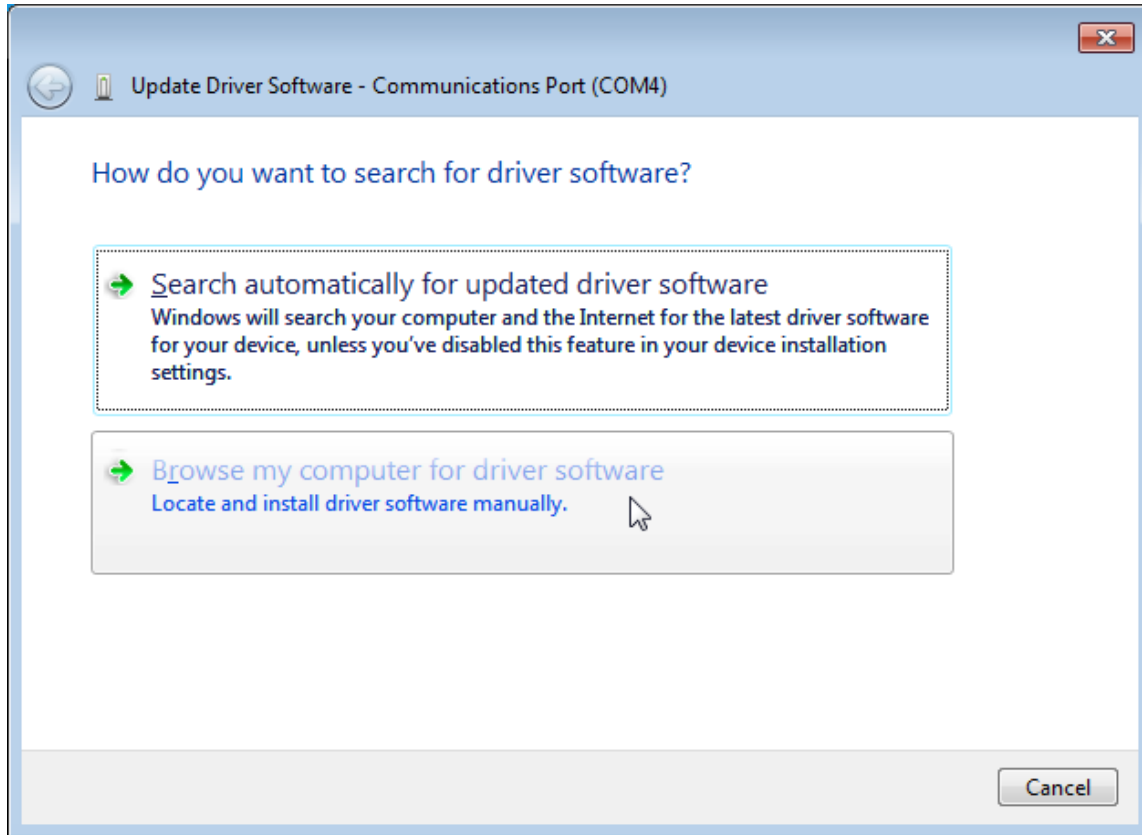 Update Driver Software - Communications Port (COM4)
How do you want to search for driver software?
Search automatically for updated driver software
Windows will search your computer and the Internet for the latest driver software
for your device, unless you've disabled this feature in your device installation
settings.
Browse my computer for driver software
Locate and install driver software manually.
Cancel